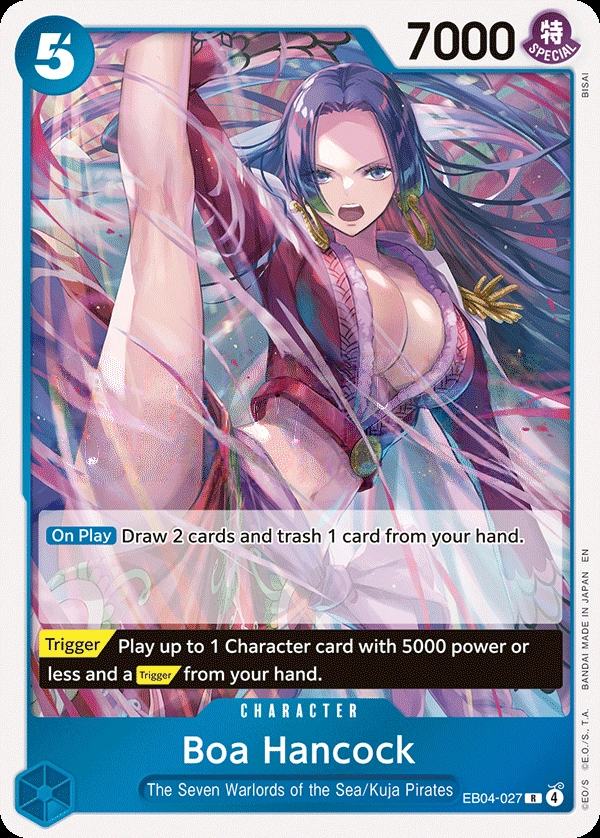 5
7000
特
SPECIAL
BISAI
On Play Draw 2 cards and trash 1 card from your hand.
Trigger Play up to 1 Character card with 5000 power or
less and a Trigger from your hand.
CHARACTER
Boa Hancock
The Seven Warlords of the Sea/Kuja Pirates
EB04-027 R 4
©EO/S ©E.O./S., T.A. BANDAI MADE IN JAPAN EN